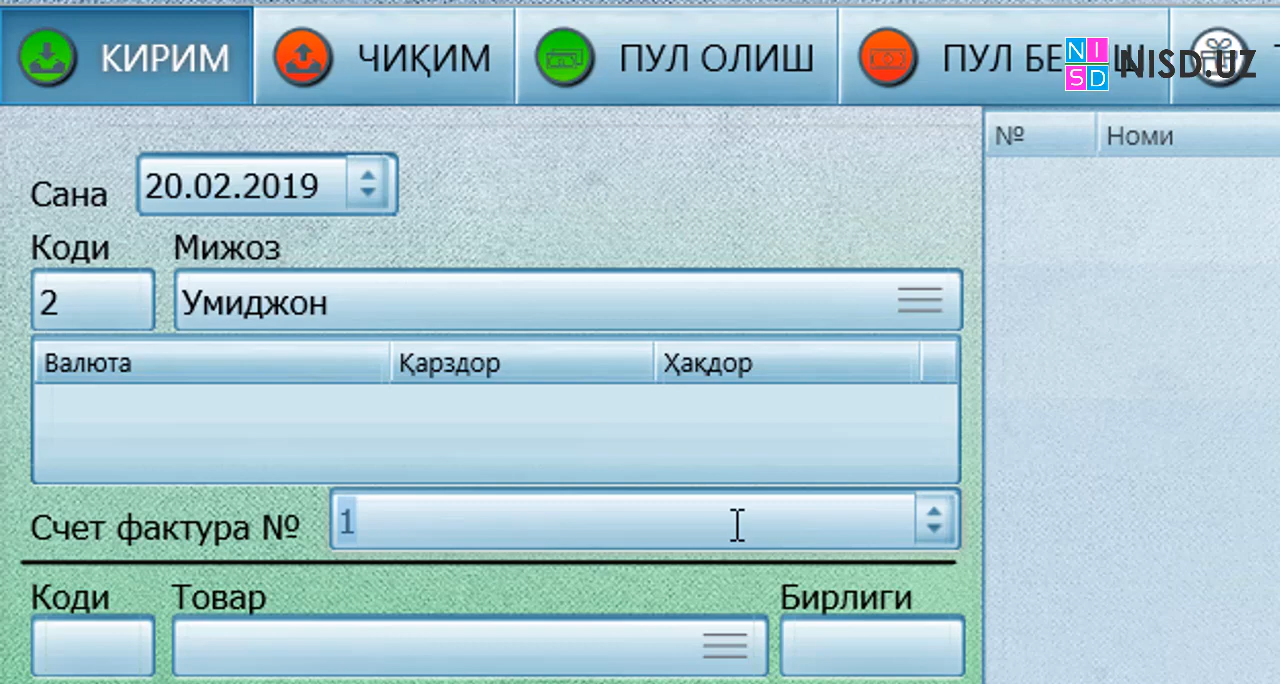 КИРИМ ЧИҚИМ ПУЛ ОЛИШ ПУЛ
NISD NISD.UZ
№ Номи
Сана 20.02.2019
Коди Мижоз
2 Умиджон
Валюта Қарздор Ҳақдор
Счет фактура № 1
Коди Товар Бирлиги